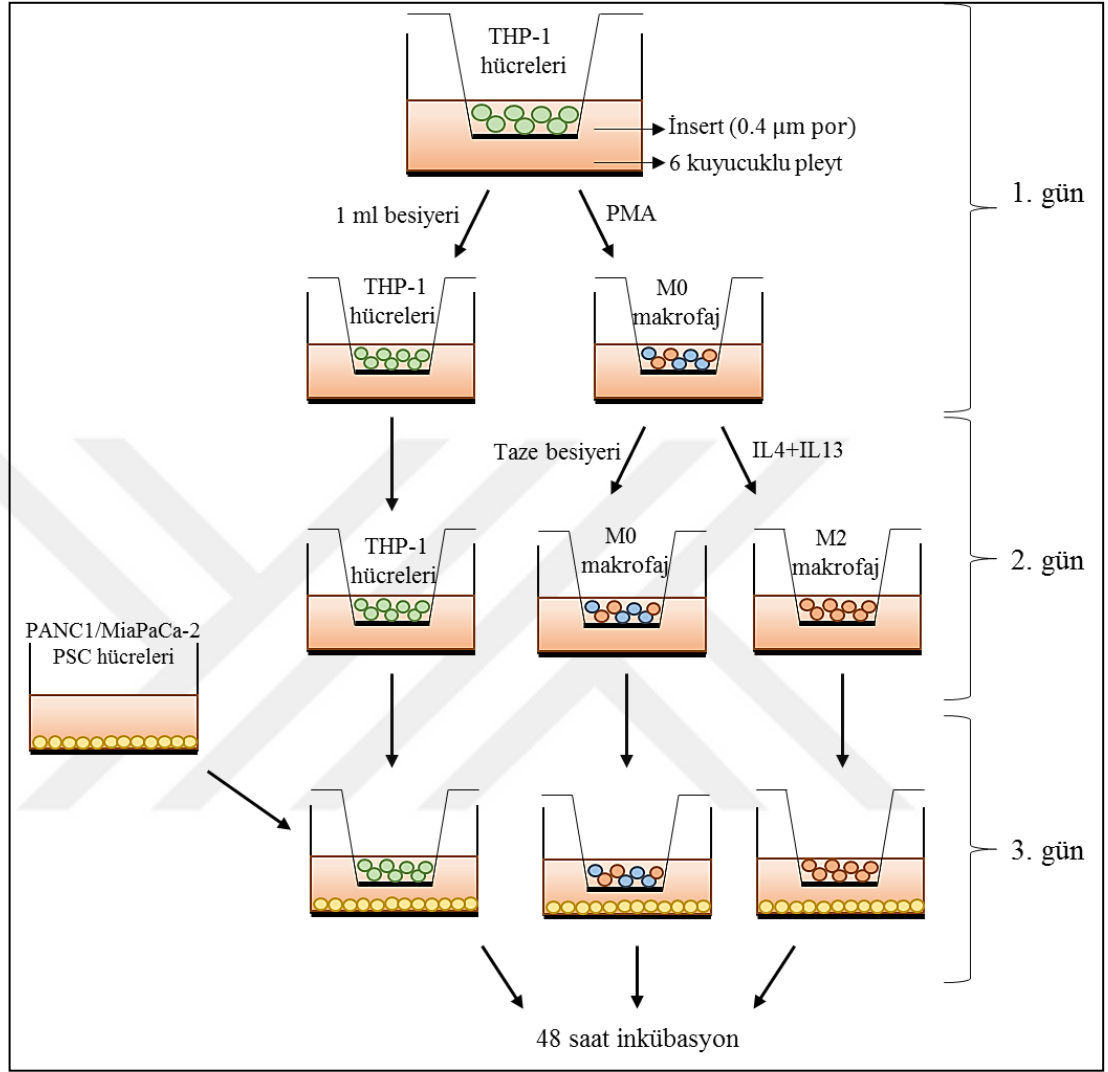 THP-1
hücreleri
İnsert (0.4 µm por)
6 kuyucuklu pleyt
1. gün
1 ml besiyeri
PMA
THP-1
hücreleri
M0
makrofaj
Taze besiyeri
IL4+IL13
THP-1
hücreleri
M0
makrofaj
M2
makrofaj
2. gün
PANC1/MiaPaCa-2
PSC hücreleri
3. gün
48 saat inkübasyon